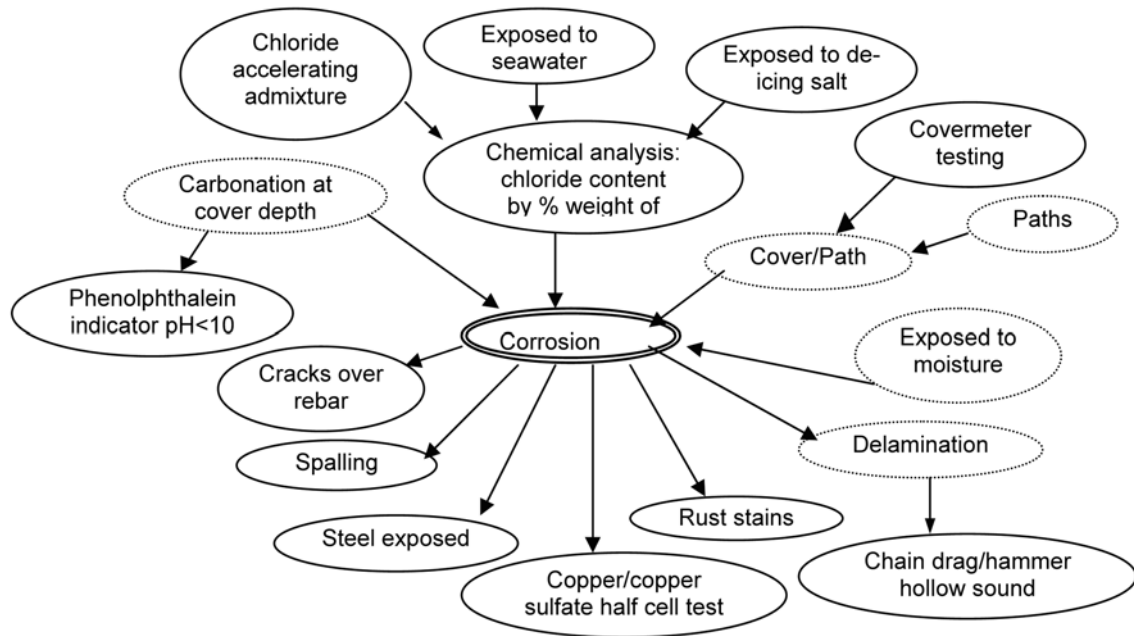 Chloride
accelerating
admixture
Exposed to
seawater
Exposed to de-
icing salt
Covermeter
testing
Chemical analysis:
chloride content
by % weight of
Carbonation at
cover depth
Paths
Cover/Path
Phenolphthalein
indicator pH<10
Corrosion
Exposed to
moisture
Cracks over
rebar
Delamination
Spalling
Rust stains
Steel exposed
Chain drag/hammer
hollow sound
Copper/copper
sulfate half cell test